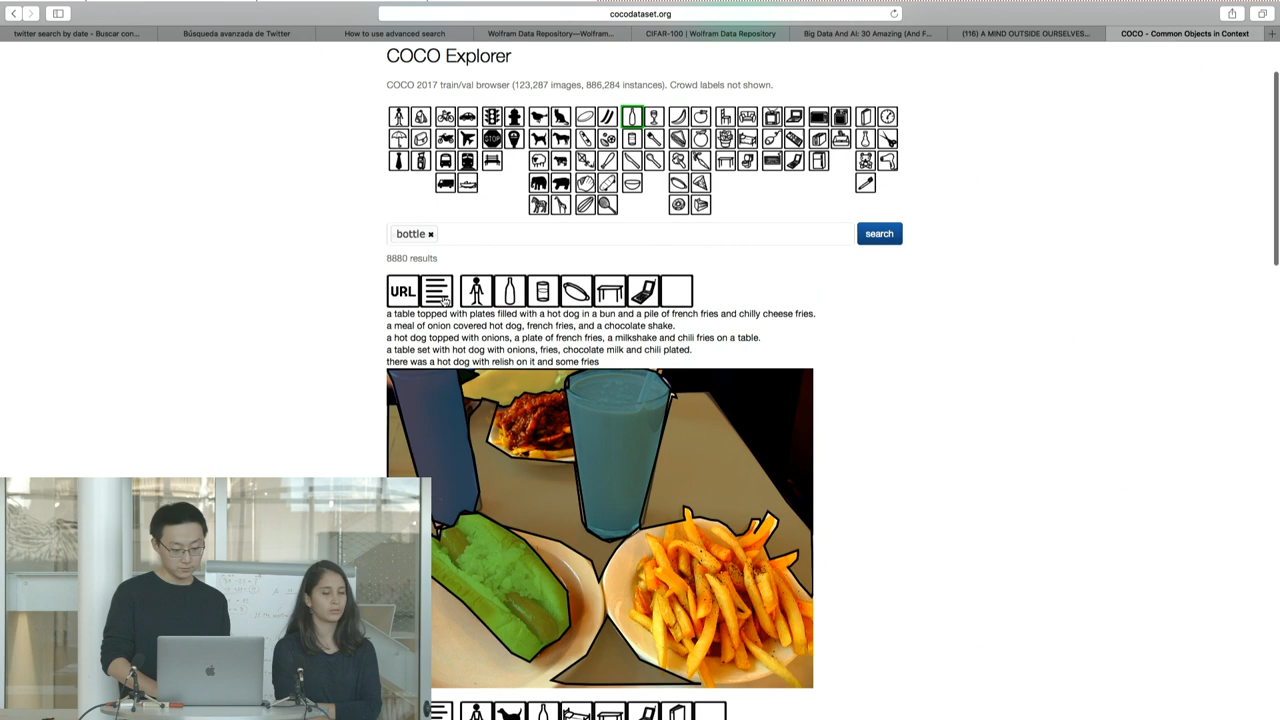 cocodataset.org
twitter search by date - Buscar con...
Búsqueda avanzada de Twitter
How to use advanced search
Wolfram Data Repository—Wolfram...
CIFAR-100 | Wolfram Data Repository
Big Data And AI: 30 Amazing (And F...
(116) A MIND OUTSIDE OURSELVES...
COCO - Common Objects in Context
COCO Explorer
COCO 2017 train/val browser (123,287 images, 886,284 instances). Crowd labels not shown.
STOP
bottle
search
8880 results
URL
a table topped with plates filled with a hot dog in a bun and a pile of french fries and chilly cheese fries.
a meal of onion covered hot dog, french fries, and a chocolate shake.
a hot dog topped with onions, a plate of french fries, a milkshake and chili fries on a table.
a table set with hot dog with onions, fries, chocolate milk and chili plated.
there was a hot dog with relish on it and some fries